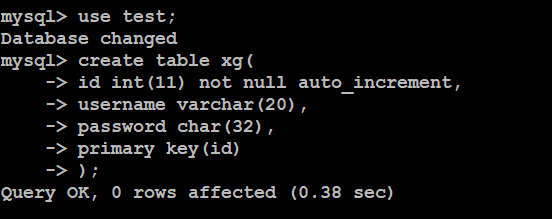 mysql> use test;
Database changed
mysql> create table xg(
    -> id int(11) not null auto_increment,
    -> username varchar(20),
    -> password char(32),
    -> primary key(id)
    -> );
Query OK, 0 rows affected (0.38 sec)